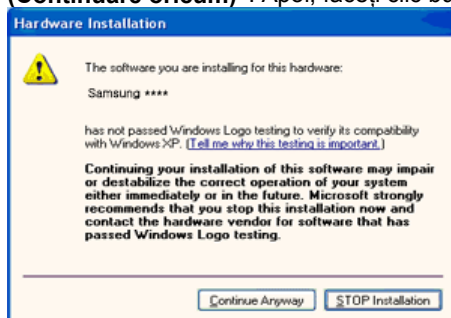 (Continuare oricum)
Hardware Installation
The software you are installing for this hardware:
Samsung ****
has not passed Windows Logo testing to verify its compatibility
with Windows XP. (Tell me why this testing is important.)
Continuing your installation of this software may impair
or destabilize the correct operation of your system
either immediately or in the future. Microsoft strongly
recommends that you stop this installation now and
contact the hardware vendor for software that has
passed Windows Logo testing.
Continue Anyway STOP Installation